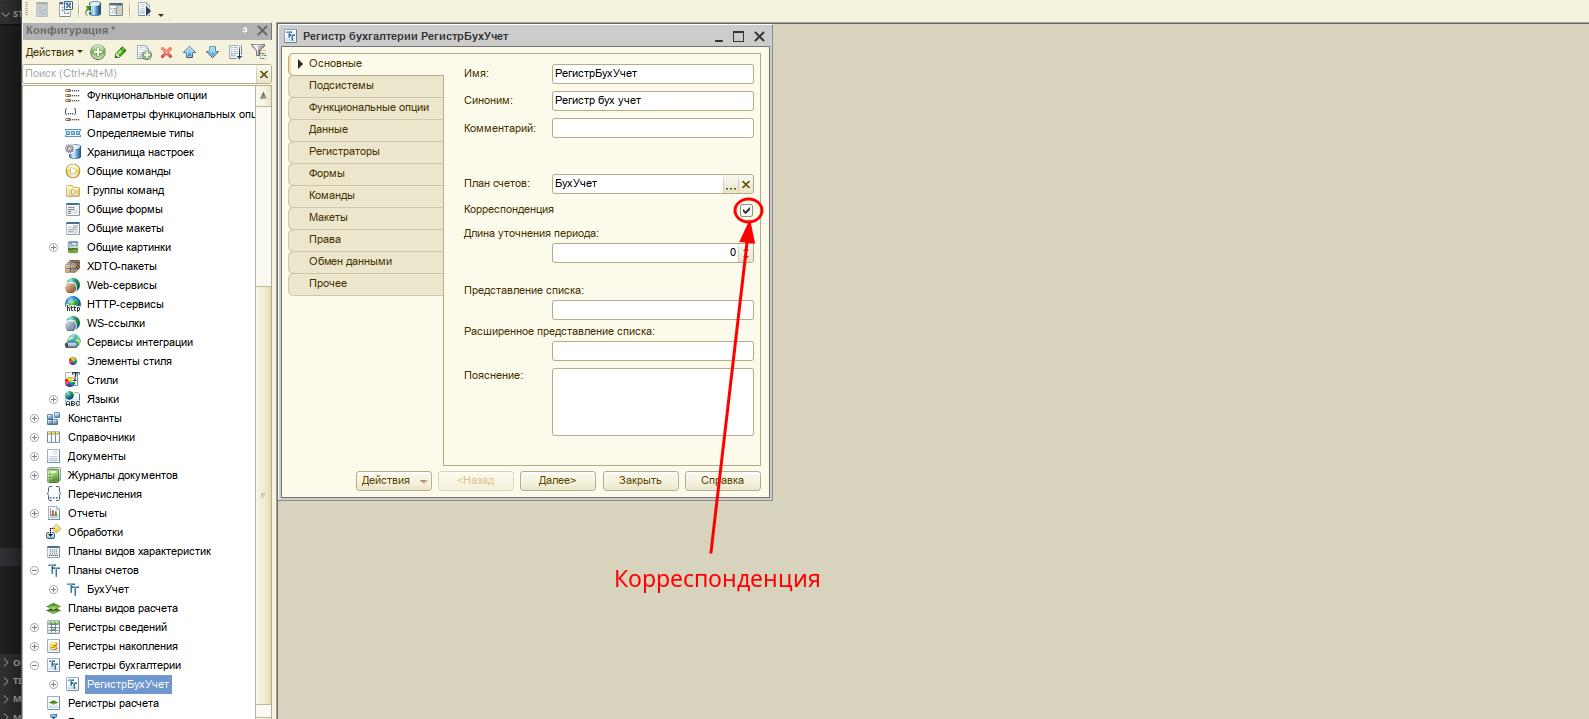 Конфигурация *
Действия
Поиск (Ctrl+Alt+M)
Функциональные опции
Параметры функциональных опц
Определяемые типы
Хранилища настроек
Общие команды
Группы команд
Общие формы
Общие макеты
Общие картинки
XDTO-пакеты
Web-сервисы
HTTP-сервисы
WS-ссылки
Сервисы интеграции
Элементы стиля
Стили
Языки
Константы
Справочники
Документы
Журналы документов
Перечисления
Отчеты
Обработки
Планы видов характеристик
Планы счетов
БухУчет
Планы видов расчета
Регистры сведений
Регистры накопления
Регистры бухгалтерии
РегистрБухУчет
Регистры расчета
Регистр бухгалтерии РегистрБухУчет
Основные
Подсистемы
Функциональные опции
Данные
Регистраторы
Формы
Команды
Макеты
Права
Обмен данными
Прочее
Имя: РегистрБухУчет
Синоним: Регистр бух учет
Комментарий:
План счетов: БухУчет ...
Корреспонденция
Длина уточнения периода:
0
Представление списка:
Расширенное представление списка:
Пояснение:
Действия <Назад Далее> Закрыть Справка
Корреспонденция